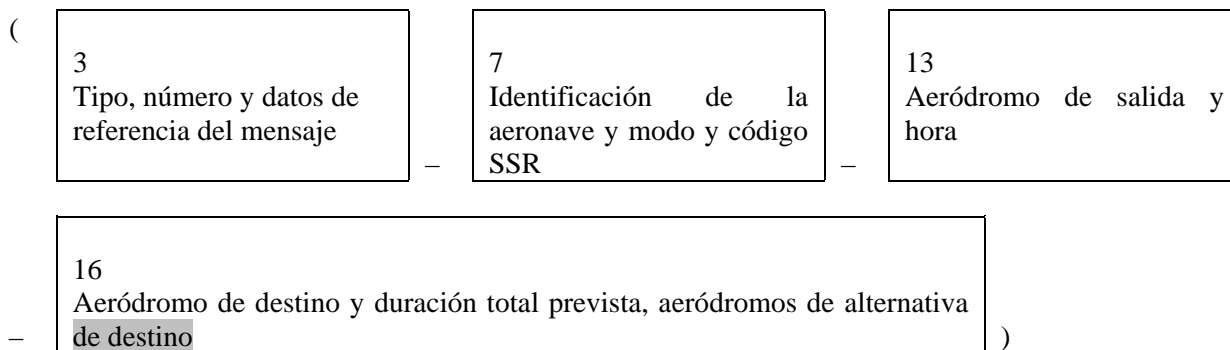 (
3
Tipo, número y datos de
referencia del mensaje
–
7
Identificación de la
aeronave y modo y código
SSR
–
13
Aeródromo de salida y
hora
–
16
Aeródromo de destino y duración total prevista, aeródromos de alternativa
de destino
)